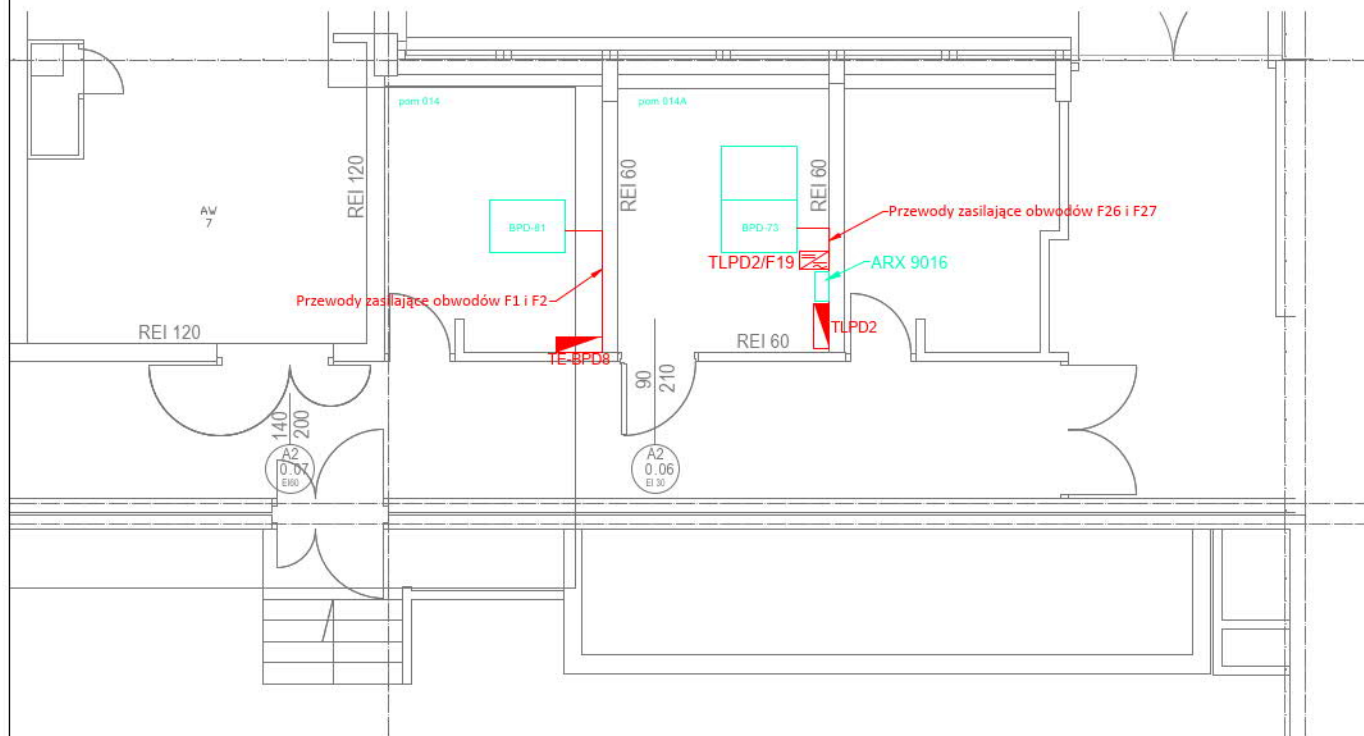 pom 014
pom 014A
REI 120
REI 60
REI 60
AW
7
BPD-81
BPD-73
Przewody zasilające obwodów F26 i F27
TLPD2/F19
ARX 9016
Przewody zasilające obwodów F1 i F2
REI 120
TLPD2
REI 60
TE-BPD8
90
210
140
200
A2
0.07
EI60
A2
0.06
EI 30